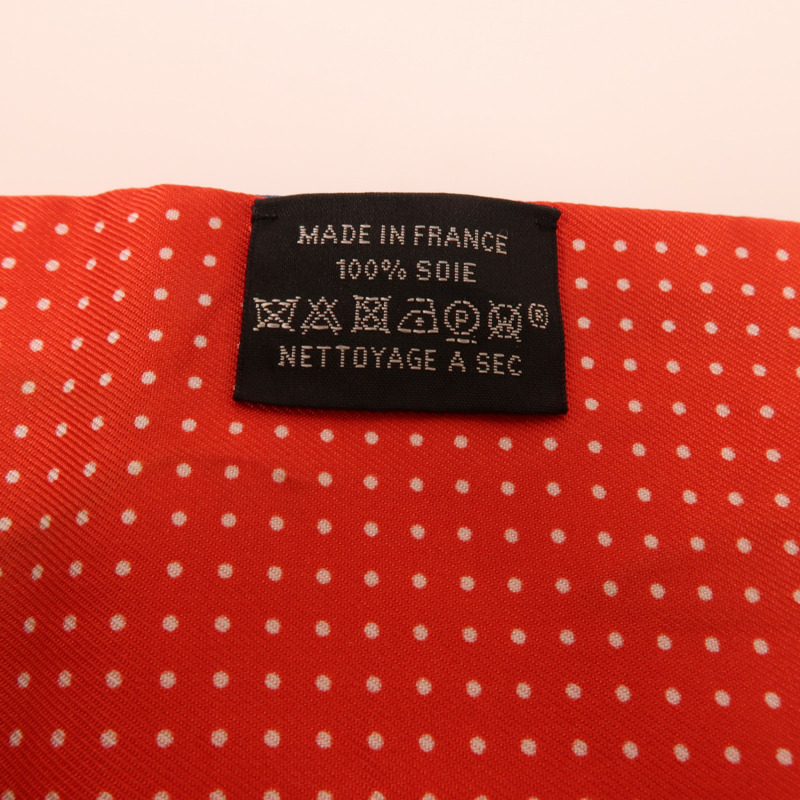 MADE IN FRANCE
100% SOIE
P ®
NETTOYAGE A SEC